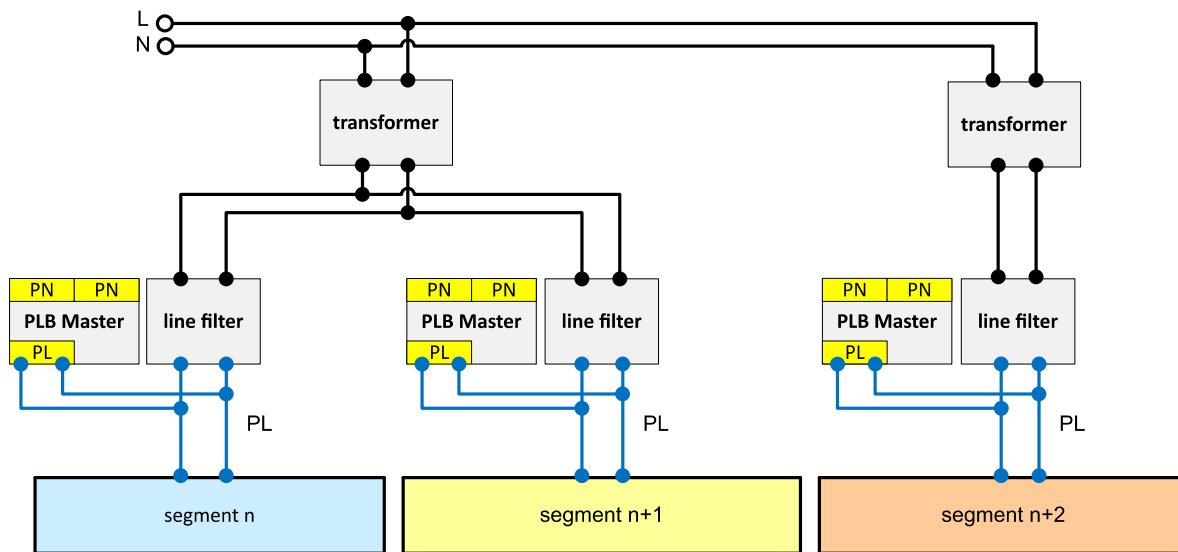 L
N
transformer
transformer
PN PN
PLB Master
PL
line filter
PN PN
PLB Master
PL
line filter
PN PN
PLB Master
PL
line filter
PL
PL
PL
segment n
segment n+1
segment n+2